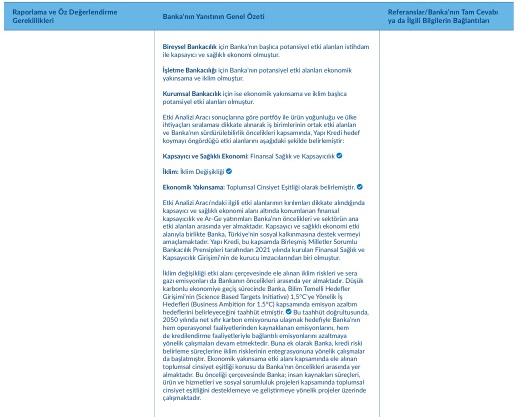 Raporlama ve Öz Değerlendirme
Gereklilikleri
Banka'nın Yanıtının Genel Özeti
Referanslar/Banka'nın Tam Cevabı
ya da İlgili Bilgilerin Bağlantıları
Bireysel Bankacılık için Banka'nın başlıca potansiyel etki alanları istihdam
ile kapsayıcı ve sağlıklı ekonomi olmuştur.
İşletme Bankacılığı için Banka'nın potansiyel etki alanları ekonomik
yakınsama ve iklim olmuştur.
Kurumsal Bankacılık için ise ekonomik yakınsama ve iklim başlıca
potansiyel etki alanları olmuştur.
Etki Analizi Aracı sonuçlarına göre portföy ile ürün yoğunluğu ve ülke
ihtiyaçları sıralaması dikkate alınarak iş birimlerinin ortak etki alanları
ve Banka'nın sürdürülebilirlik öncelikleri kapsamında, Yapı Kredi hedef
koymayı öngördüğü etki alanlarını aşağıdaki şekilde belirlemiştir:
Kapsayıcı ve Sağlıklı Ekonomi: Finansal Sağlık ve Kapsayıcılık
İklim: İklim Değişikliği
Ekonomik Yakınsama: Toplumsal Cinsiyet Eşitliği olarak belirlemiştir.
Etki Analizi Aracı'ndaki ilgili etki alanlarının kırılımları dikkate alındığında
kapsayıcı ve sağlıklı ekonomi alanı altında konumlanan finansal
kapsayıcılık ve Ar-Ge yatırımları Banka'nın öncelikleri ve sektörün ana
etki alanları arasında yer almaktadır. Kapsayıcı ve sağlıklı ekonomi etki
alanıyla birlikte Banka, Türkiye'nin sosyal kalkınmasına destek vermeyi
amaçlamaktadır. Yapı Kredi, bu kapsamda Birleşmiş Milletler Sorumlu
Bankacılık Prensipleri tarafından 2021 yılında kurulan Finansal Sağlık ve
Kapsayıcılık Girişimi'nin de kurucu imzacılarından biri olmuştur.
İklim değişikliği etki alanı çerçevesinde ele alınan iklim riskleri ve sera
gazı emisyonları da Bankanın öncelikleri arasında yer almaktadır. Düşük
karbonlu ekonomiye geçiş sürecinde Banka, Bilim Temelli Hedefler
Girişimi'nin (Science Based Targets Initiative) 1,5°C'ye Yönelik İş
Hedefleri (Business Ambition for 1.5°C) kapsamında emisyon azaltım
hedeflerini belirleyeceğini taahhüt etmiştir. Bu taahhüt doğrultusunda,
2050 yılında net sıfır karbon emisyonuna ulaşmak hedefiyle Banka'nın
hem operasyonel faaliyetlerinden kaynaklanan emisyonlarını, hem
de kredilendirme faaliyetleriyle bağlantılı emisyonlarını azaltmaya
yönelik çalışmaları devam etmektedir. Buna ek olarak Banka, kredi riski
belirleme süreçlerine iklim risklerinin entegrasyonuna yönelik çalışmalar
da başlatmıştır. Ekonomik yakınsama etki alanı kapsamında ele alınan
toplumsal cinsiyet eşitliği konusu da Banka'nın öncelikleri arasında yer
almaktadır. Bu önceliği çerçevesinde Banka; insan kaynakları süreçleri,
ürün ve hizmetleri ve sosyal sorumluluk projeleri kapsamında toplumsal
cinsiyet eşitliğini desteklemeye ve geliştirmeye yönelik projeler üzerinde
çalışmaktadır.